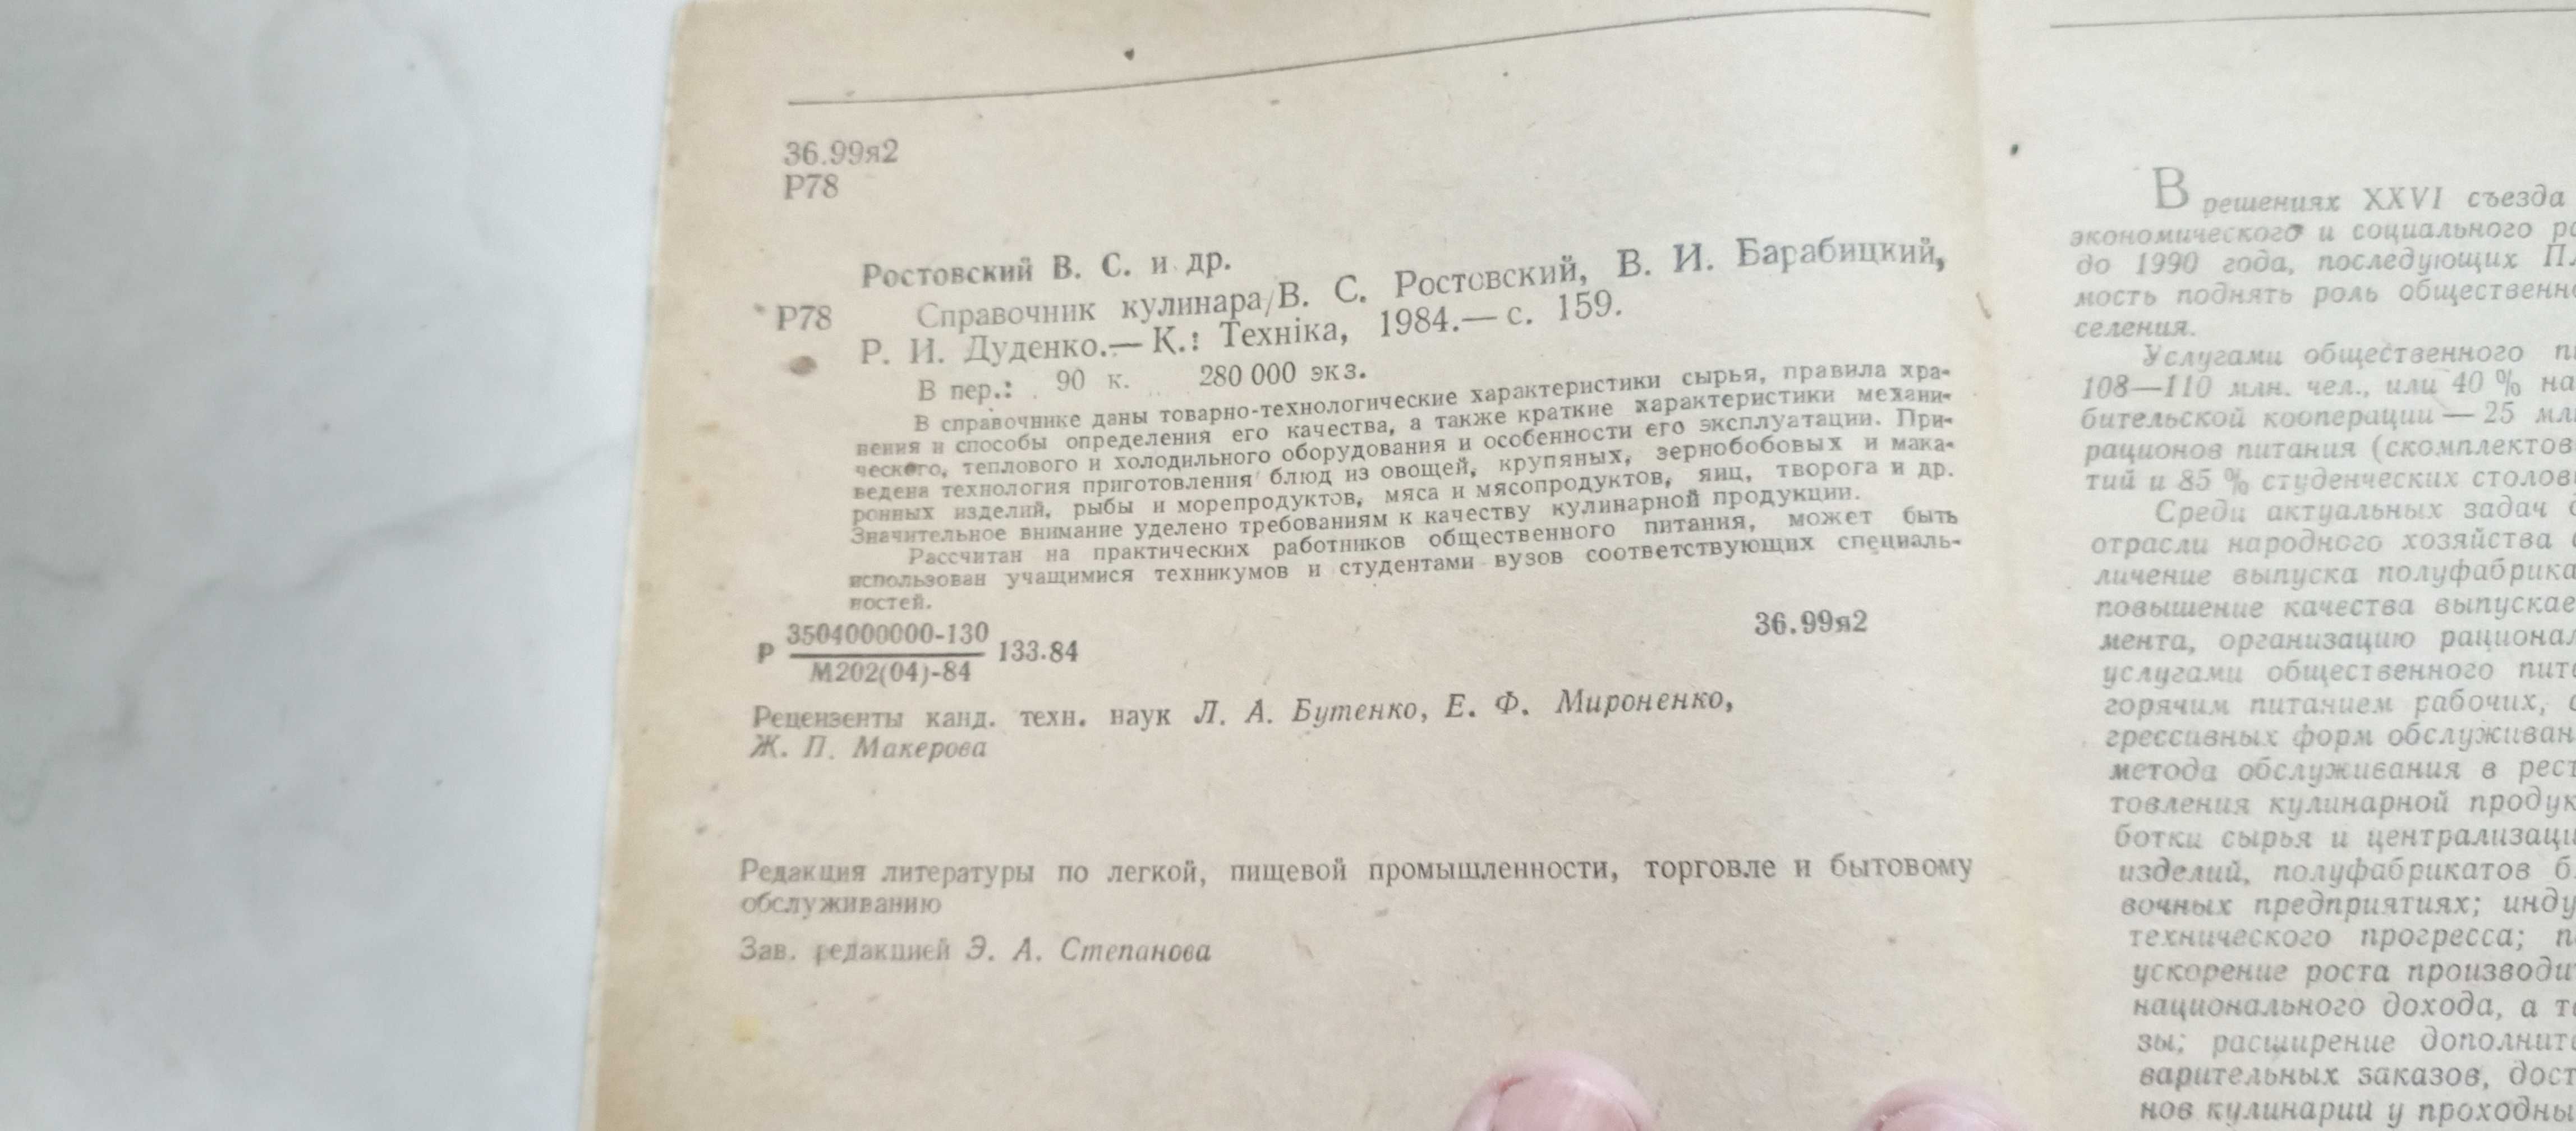 36.99я2
Р78
Ростовский В. С. и др.
Р78 Справочник кулинара/В. С. Ростовский, В. И. Барабицкий,
Р. И. Дуденко.— К.: Техніка, 1984.— с. 159.
В пер.: 90 к. 280 000 экз.
В справочнике даны товарно-технологические характеристики сырья, правила хра-
нения и способы определения его качества, а также краткие характеристики механи-
ческого, теплового и холодильного оборудования и особенности его эксплуатации. При-
ведена технология приготовления блюд из овощей, крупяных, зернобобовых и мака-
ронных изделий, рыбы и морепродуктов, мяса и мясопродуктов, яиц, творога и др.
Значительное внимание уделено требованиям к качеству кулинарной продукции.
Рассчитан на практических работников общественного питания, может быть
использован учащимися техникумов и студентами вузов соответствующих специаль-
ностей.
Р 3504000000-130
М202(04)-84 133.84
36.99я2
Рецензенты канд. техн. наук Л. А. Бутенко, Е. Ф. Мироненко,
Ж. П. Макерова
Редакция литературы по легкой, пищевой промышленности, торговле и бытовому
обслуживанию
Зав. редакцией Э. А. Степанова
В решениях XXVI съезда
экономического и социального
до 1990 года, последующих
мость поднять роль
селения.
Услугами общественного
108—110 млн. чел., или 40 %
бительской кооперации — 25
рационов питания
тий и 85 % студенческих
Среди актуальных задач
отрасли народного хозяйства
личение выпуска
повышение качества
мента, организацию
услугами общественного
горячим питанием рабочих,
грессивных форм
метода обслуживания в
товления кулинарной
ботки сырья и
изделий, полуфабрикатов
вочных предприятиях;
технического прогресса;
ускорение роста
национального дохода, а
зы; расширение
варительных заказов,
нов кулинарии у